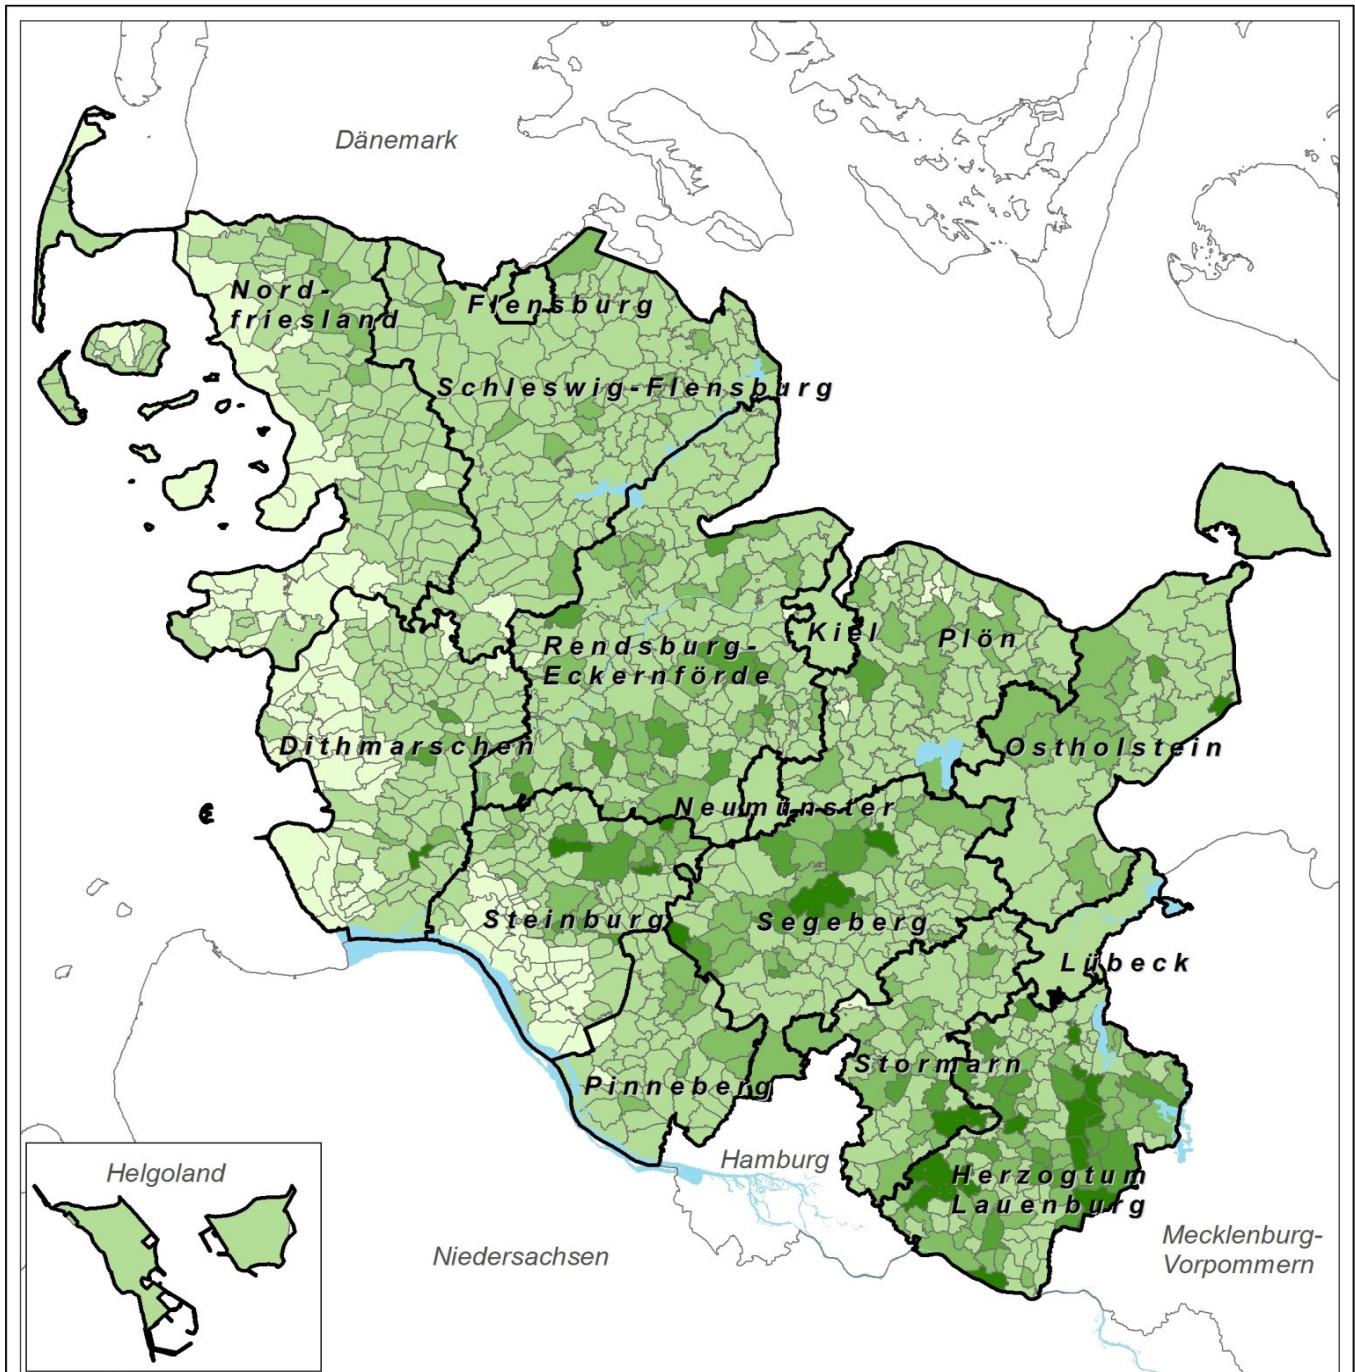 Dänemark
Nord-
friesland
Flensburg
Schleswig-Flensburg
Kiel
Plön
Rendsburg-
Eckernförde
Ostholstein
Dithmarschen
Neumünster
Steinburg
Segeberg
Lübeck
Stormarn
Pinneberg
Hamburg
Herzogtum
Lauenburg
Helgoland
Niedersachsen
Mecklenburg-
Vorpommern